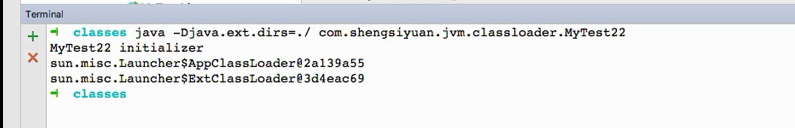 Terminal
+ → classes java -Djava.ext.dirs=./ com.shengsiyuan.jvm.classloader.MyTest22
MyTest22 initializer
× sun.misc.Launcher$AppClassLoader@2a139a55
sun.misc.Launcher$ExtClassLoader@3d4eac69
→ classes